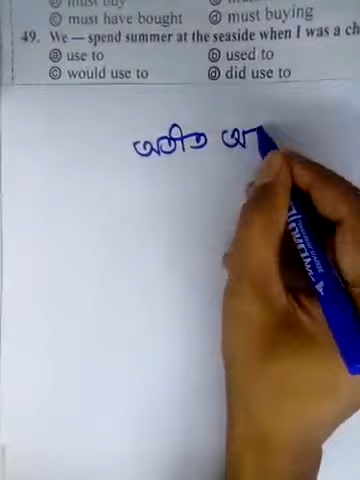 ⓒ must have bought ⓓ must buying
49. We — spend summer at the seaside when I was a ch
ⓐ use to ⓑ used to
ⓒ would use to ⓓ did use to
অতীত অ